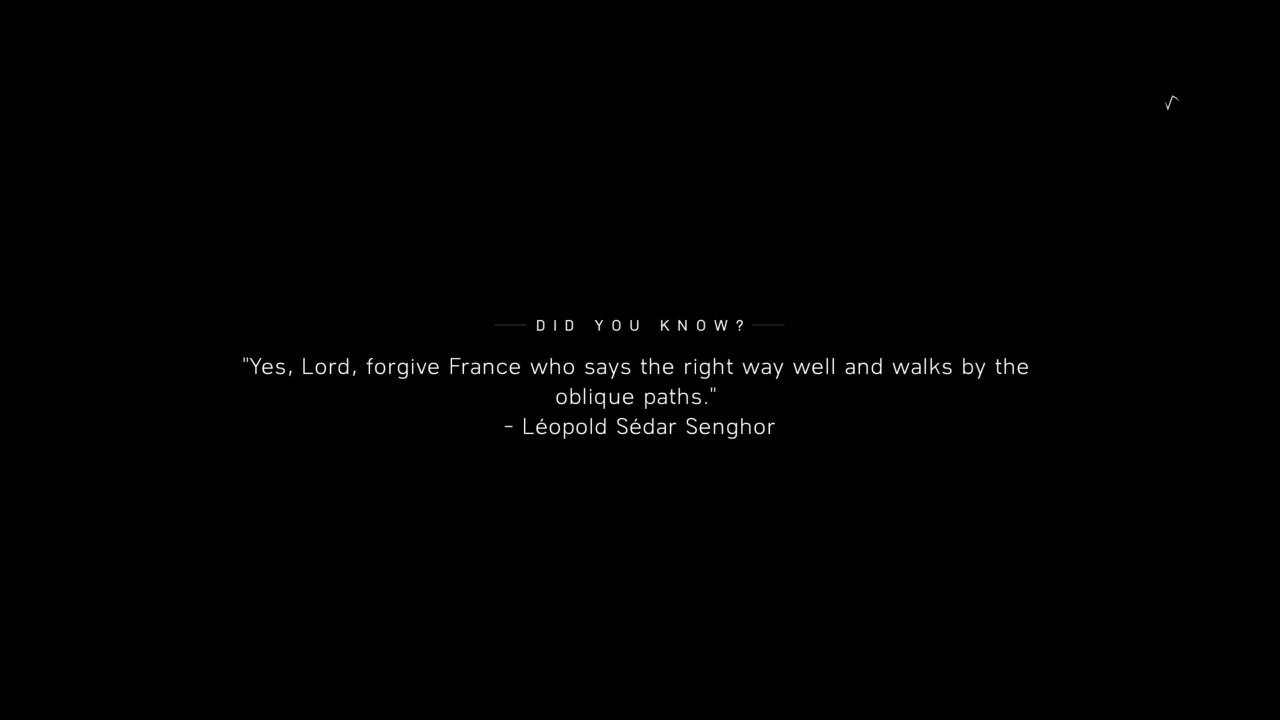 DID YOU KNOW?
"Yes, Lord, forgive France who says the right way well and walks by the
oblique paths."
- Léopold Sédar Senghor